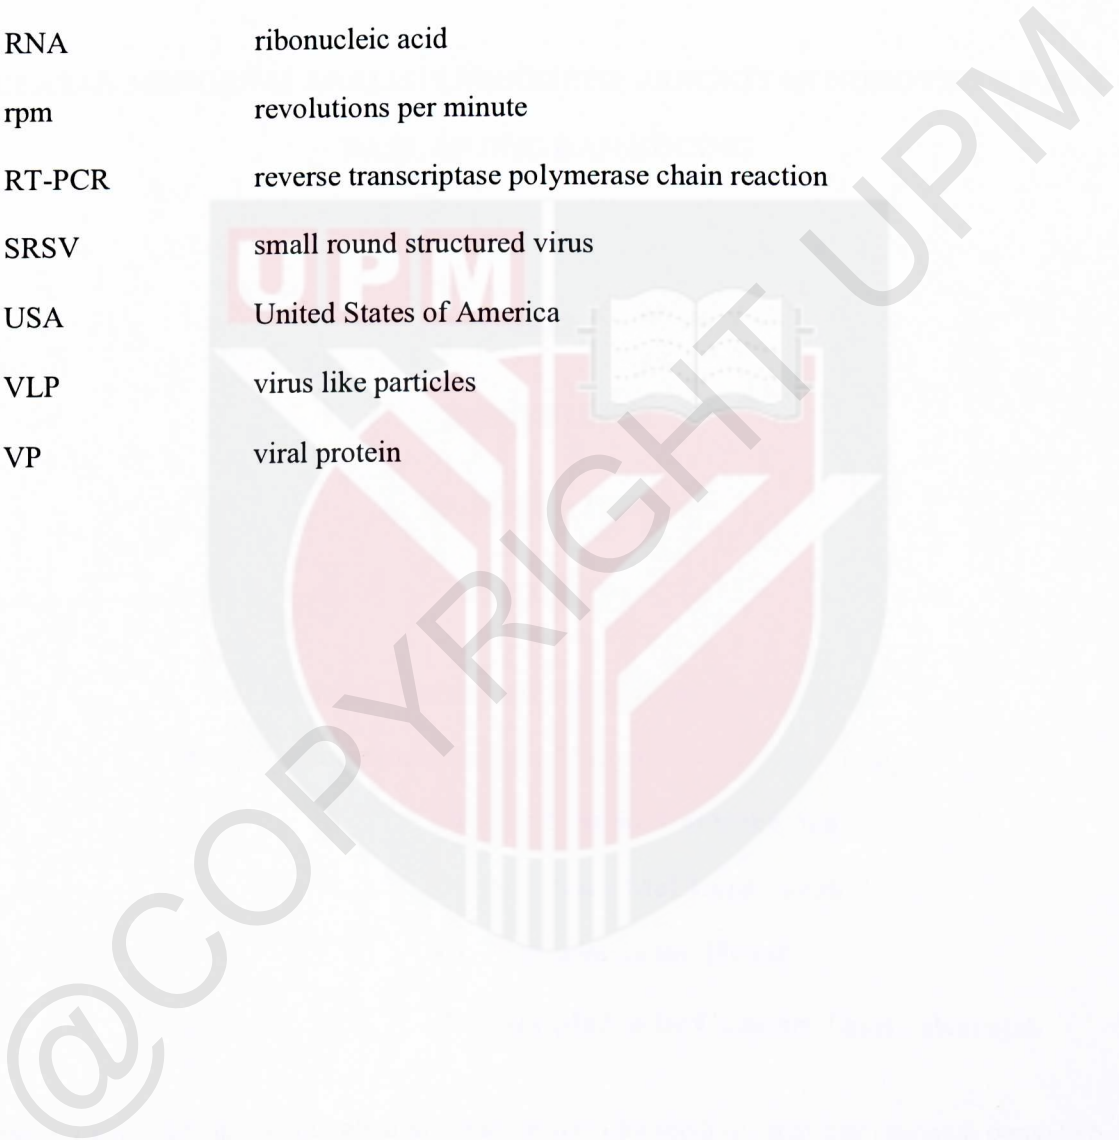 RNA ribonucleic acid
rpm revolutions per minute
RT-PCR reverse transcriptase polymerase chain reaction
SRSV small round structured virus
USA United States of America
VLP virus like particles
VP viral protein
UPM
@COPYRIGHT UPM